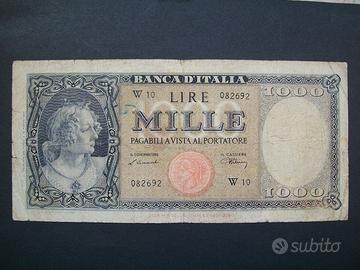 BANCA D'ITALIA
W 10 LIRE 082692
1000 1000
MILLE
PAGABILI A VISTA AL PORTATORE
IL GOVERNATORE IL CASSIERE
082692 W 10
1000
subito